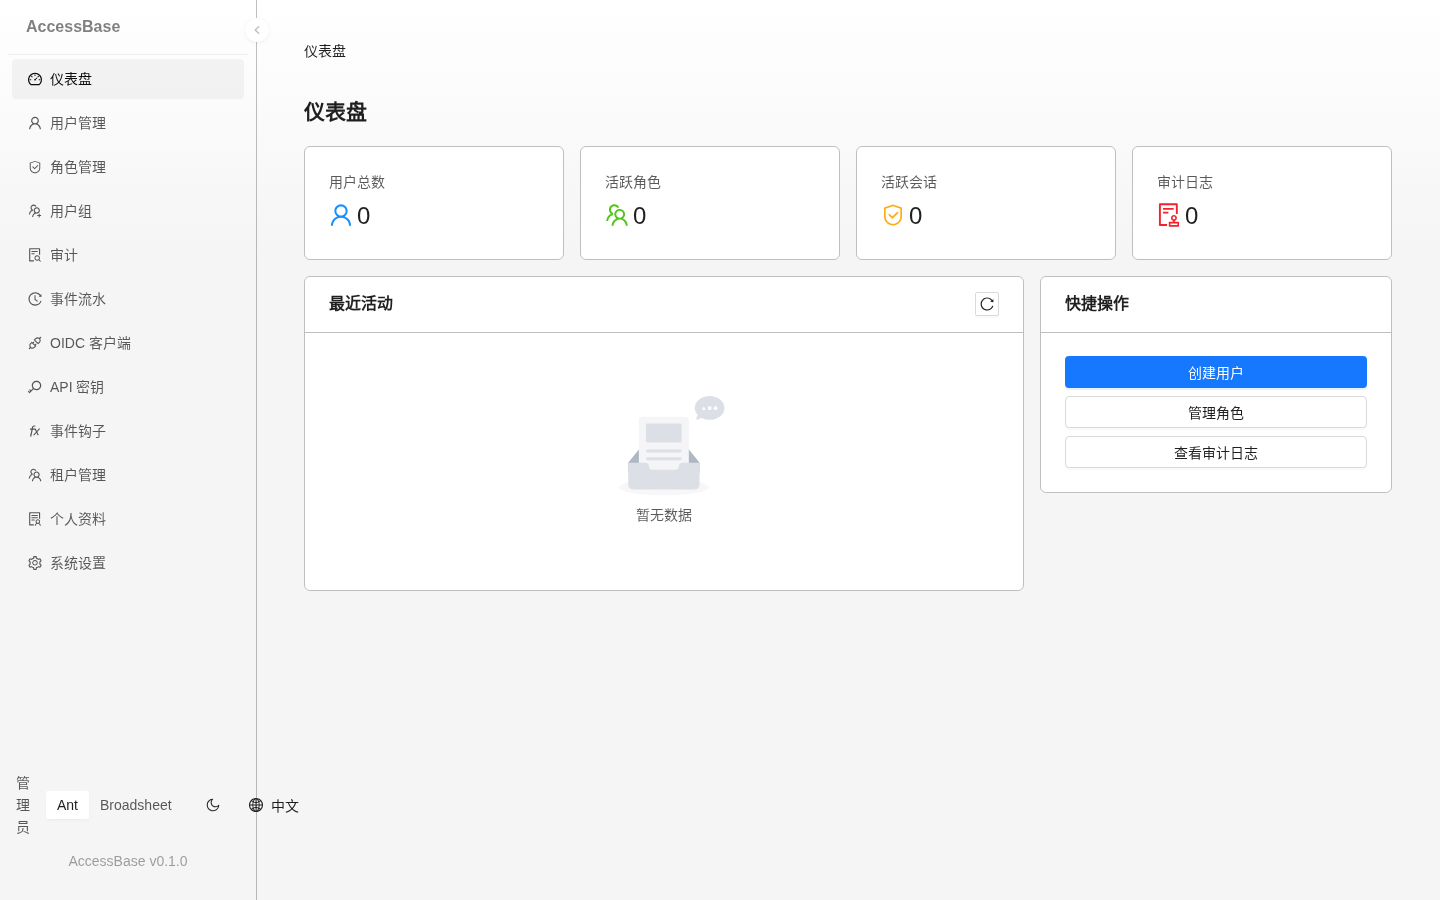 AccessBase
仪表盘
用户管理
角色管理
用户组
审计
事件流水
OIDC 客户端
API 密钥
事件钩子
租户管理
个人资料
系统设置
管理员
Ant
Broadsheet
中文
AccessBase v0.1.0
仪表盘
仪表盘
用户总数
0
活跃角色
0
活跃会话
0
审计日志
0
最近活动
暂无数据
快捷操作
创建用户
管理角色
查看审计日志